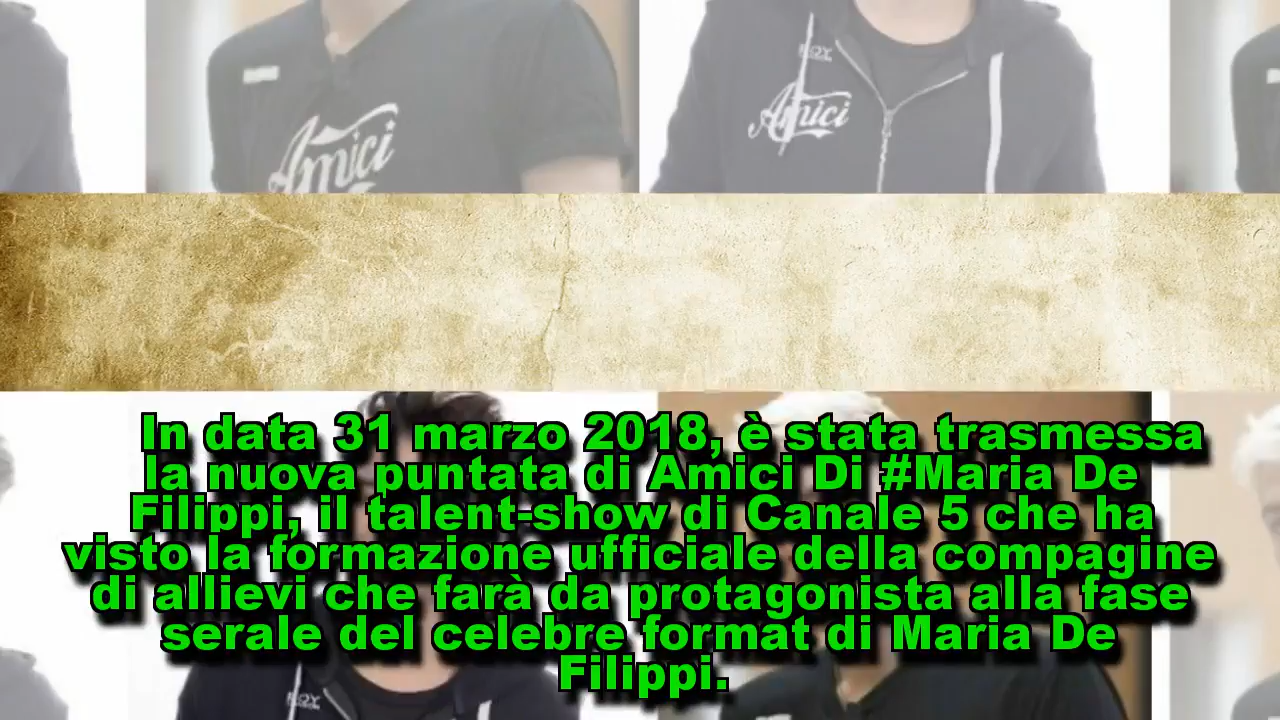 Amici
ROY
Amici
In data 31 marzo 2018, è stata trasmessa
la nuova puntata di Amici Di #Maria De
Filippi, il talent-show di Canale 5 che ha
visto la formazione ufficiale della compagine
di allievi che farà da protagonista alla fase
serale del celebre format di Maria De
Filippi.
ROY